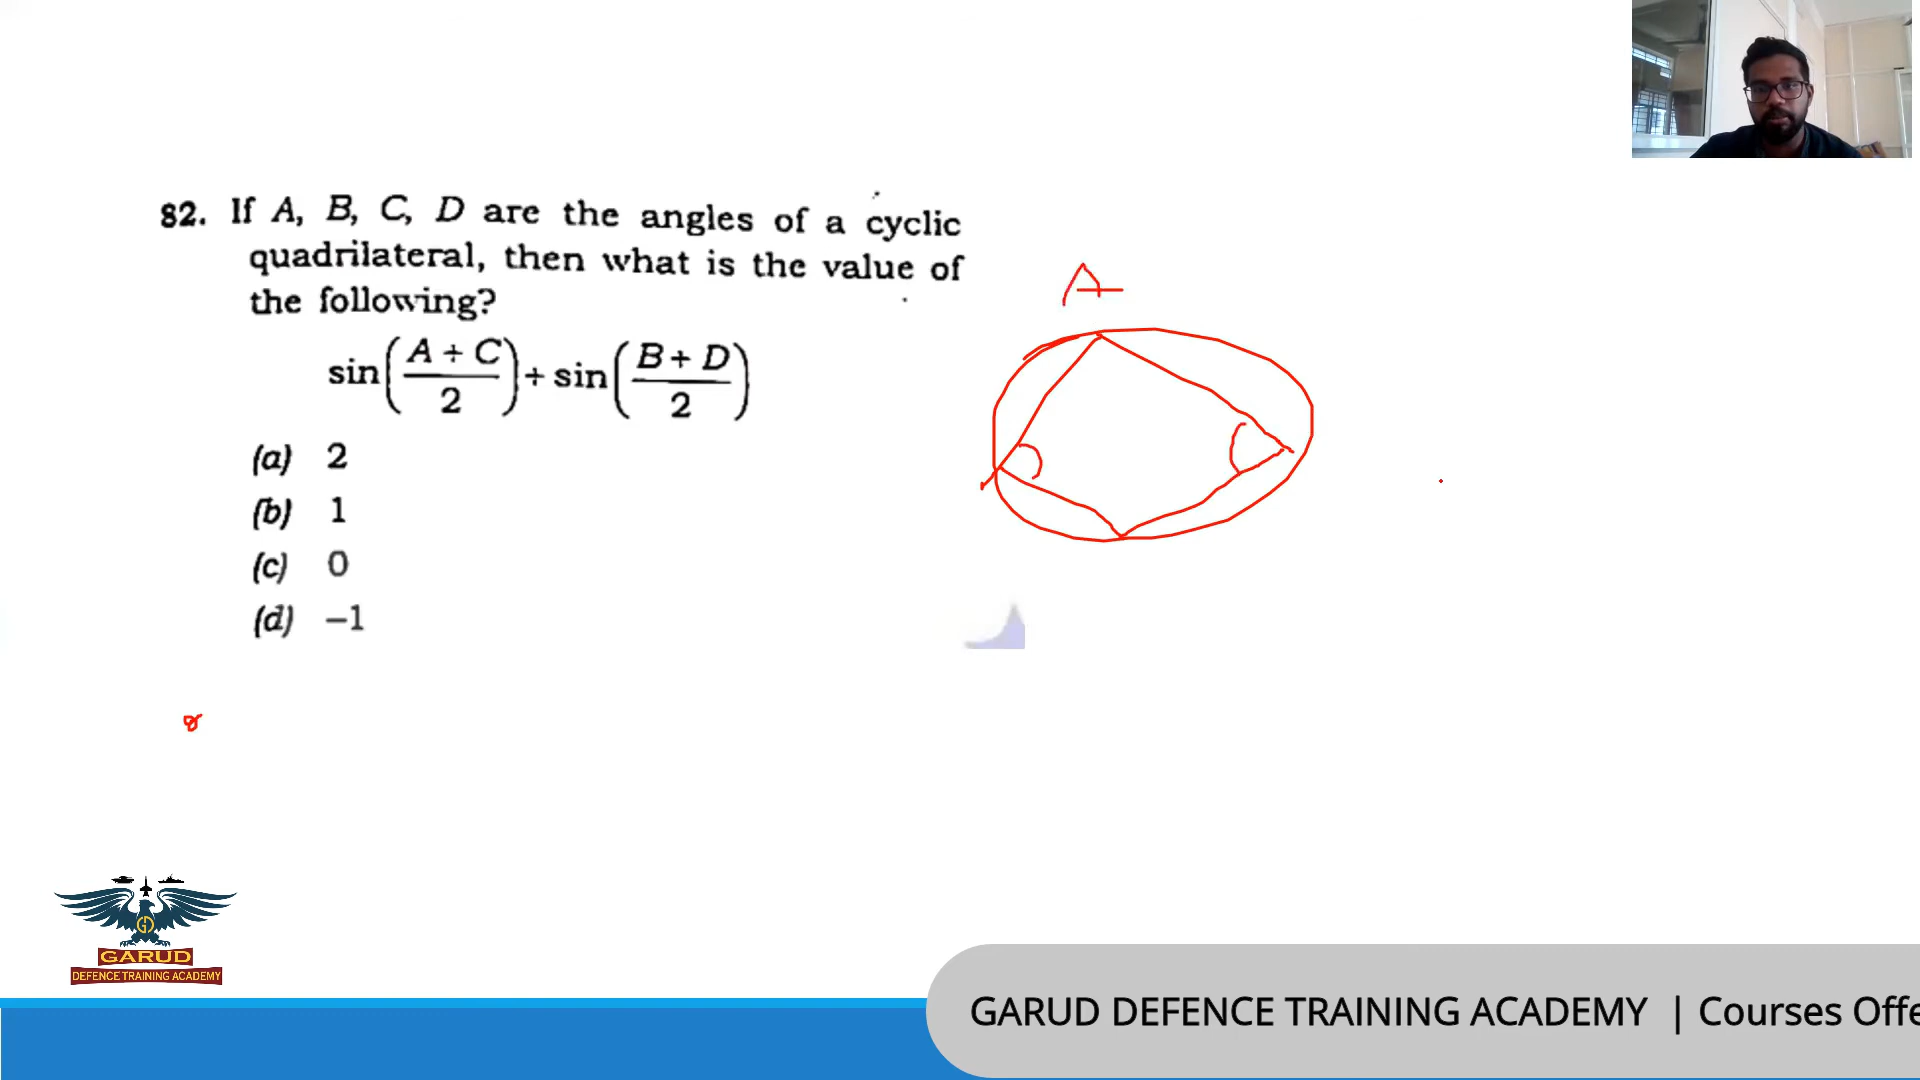 82. If A, B, C, D are the angles of a cyclic
quadrilateral, then what is the value of
the following?
sin((A + C)/2) + sin((B + D)/2)
(a) 2
(b) 1
(c) 0
(d) −1
A
GARUD
DEFENCE TRAINING ACADEMY
GARUD DEFENCE TRAINING ACADEMY | Courses Offe